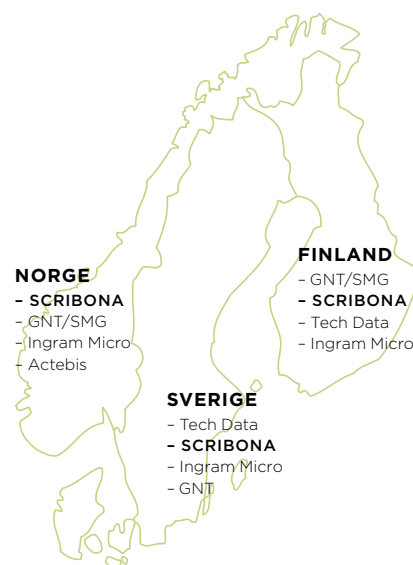 NORGE
– SCRIBONA
– GNT/SMG
– Ingram Micro
– Actebis
FINLAND
– GNT/SMG
– SCRIBONA
– Tech Data
– Ingram Micro
SVERIGE
– Tech Data
– SCRIBONA
– Ingram Micro
– GNT